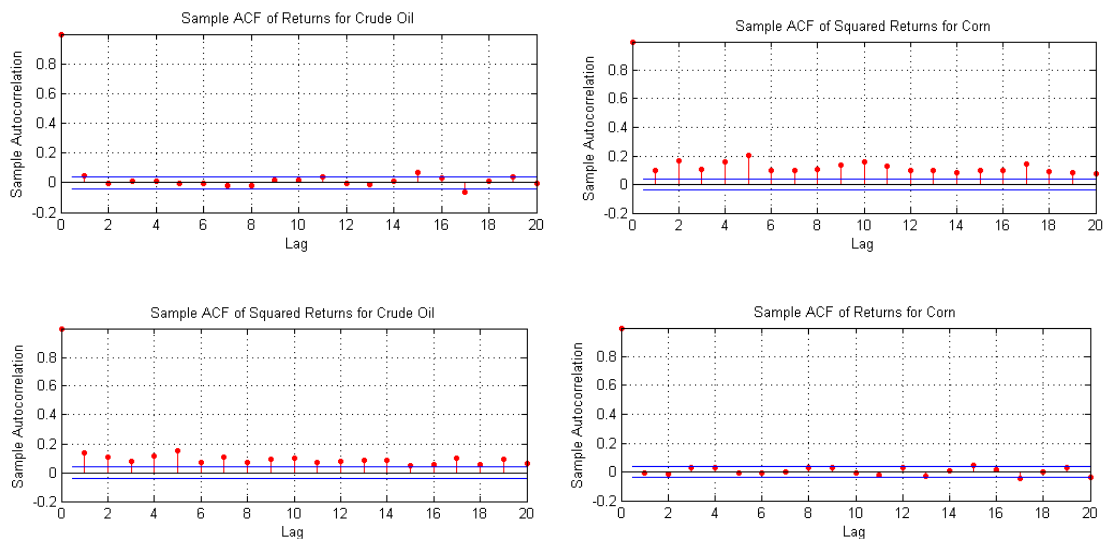 Sample ACF of Returns for Crude Oil
Sample Autocorrelation
0.8
0.6
0.4
0.2
0
-0.2
0 2 4 6 8 10 12 14 16 18 20
Lag
Sample ACF of Squared Returns for Corn
Sample Autocorrelation
0.8
0.6
0.4
0.2
0
-0.2
0 2 4 6 8 10 12 14 16 18 20
Lag
Sample ACF of Squared Returns for Crude Oil
Sample Autocorrelation
0.8
0.6
0.4
0.2
0
-0.2
0 2 4 6 8 10 12 14 16 18 20
Lag
Sample ACF of Returns for Corn
Sample Autocorrelation
0.8
0.6
0.4
0.2
0
-0.2
0 2 4 6 8 10 12 14 16 18 20
Lag